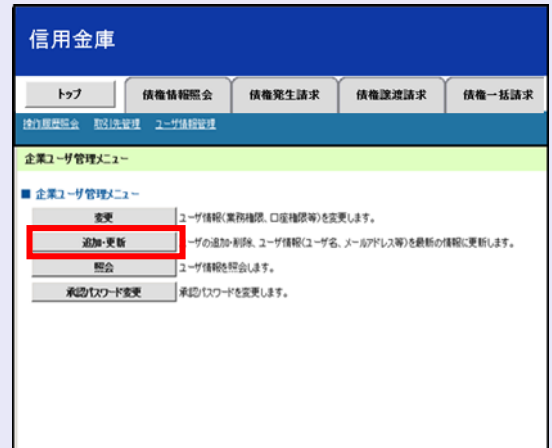 信用金庫
トップ 債権情報照会 債権発生請求 債権譲渡請求 債権一括請求
操作履歴照会 取引先管理 ユーザ情報管理
企業ユーザ管理メニュー
■ 企業ユーザ管理メニュー
変更 ユーザ情報(業務権限、口座権限等)を変更します。
追加・更新 ーザの追加・削除、ユーザ情報(ユーザ名、メールアドレス等)を最新の情報に更新します。
照会 ユーザ情報を照会します。
承認パスワード変更 承認パスワードを変更します。